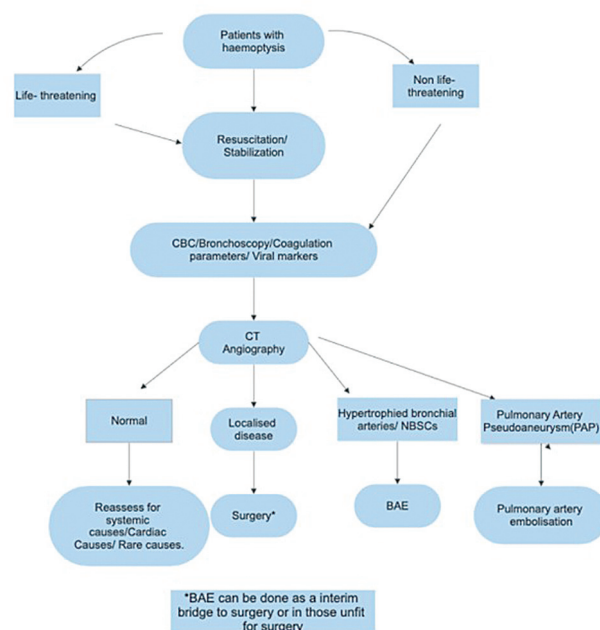 Patients with
haemoptysis
Life- threatening
Non life-
threatening
Resuscitation/
Stabilization
CBC/Bronchoscopy/Coagulation
parameters/ Viral markers
CT
Angiography
Normal
Localised
disease
Hypertrophied bronchial
arteries/ NBSCs
Pulmonary Artery
Pseudoaneurysm(PAP)
Reassess for
systemic
causes/Cardiac
Causes/ Rare causes.
Surgery*
BAE
Pulmonary artery
embolisation
*BAE can be done as a interim
bridge to surgery or in those unfit
for surgery